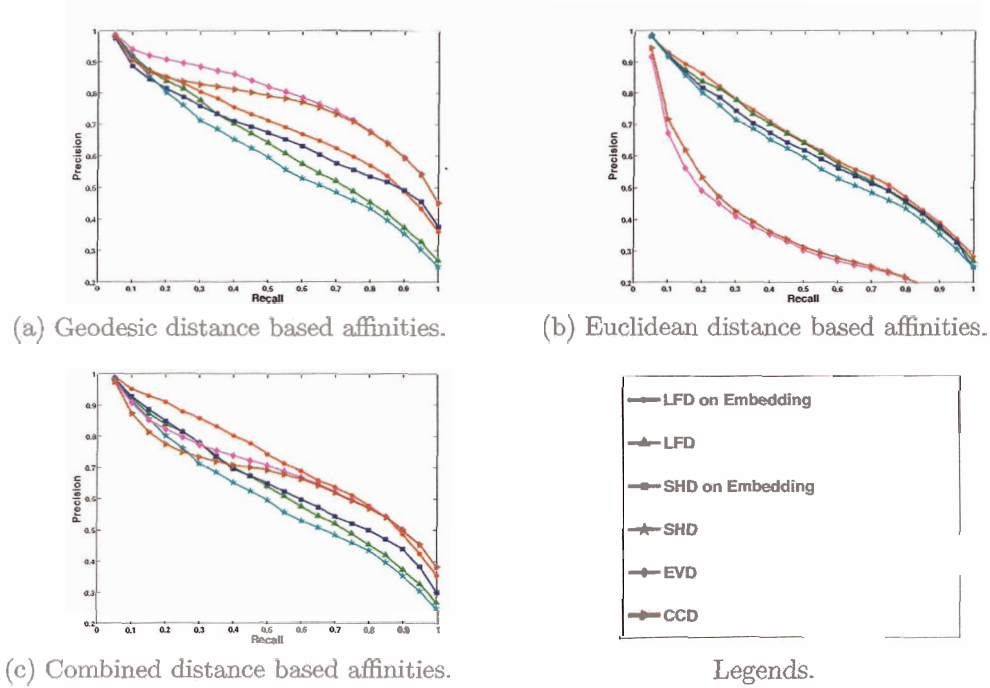 1
0.9
0.8
0.7
0.6
0.5
0.4
0.3
0.2
Precision
0 0.1 0.2 0.3 0.4 0.5 0.6 0.7 0.8 0.9 1
Recall
(a) Geodesic distance based affinities.
1
0.9
0.8
0.7
0.6
0.5
0.4
0.3
0.2
Precision
0 0.1 0.2 0.3 0.4 0.5 0.6 0.7 0.8 0.9 1
Recall
(b) Euclidean distance based affinities.
1
0.9
0.8
0.7
0.6
0.5
0.4
0.3
0.2
Precision
0 0.1 0.2 0.3 0.4 0.5 0.6 0.7 0.8 0.9 1
Recall
(c) Combined distance based affinities.
LFD on Embedding
LFD
SHD on Embedding
SHD
EVD
CCD
Legends.